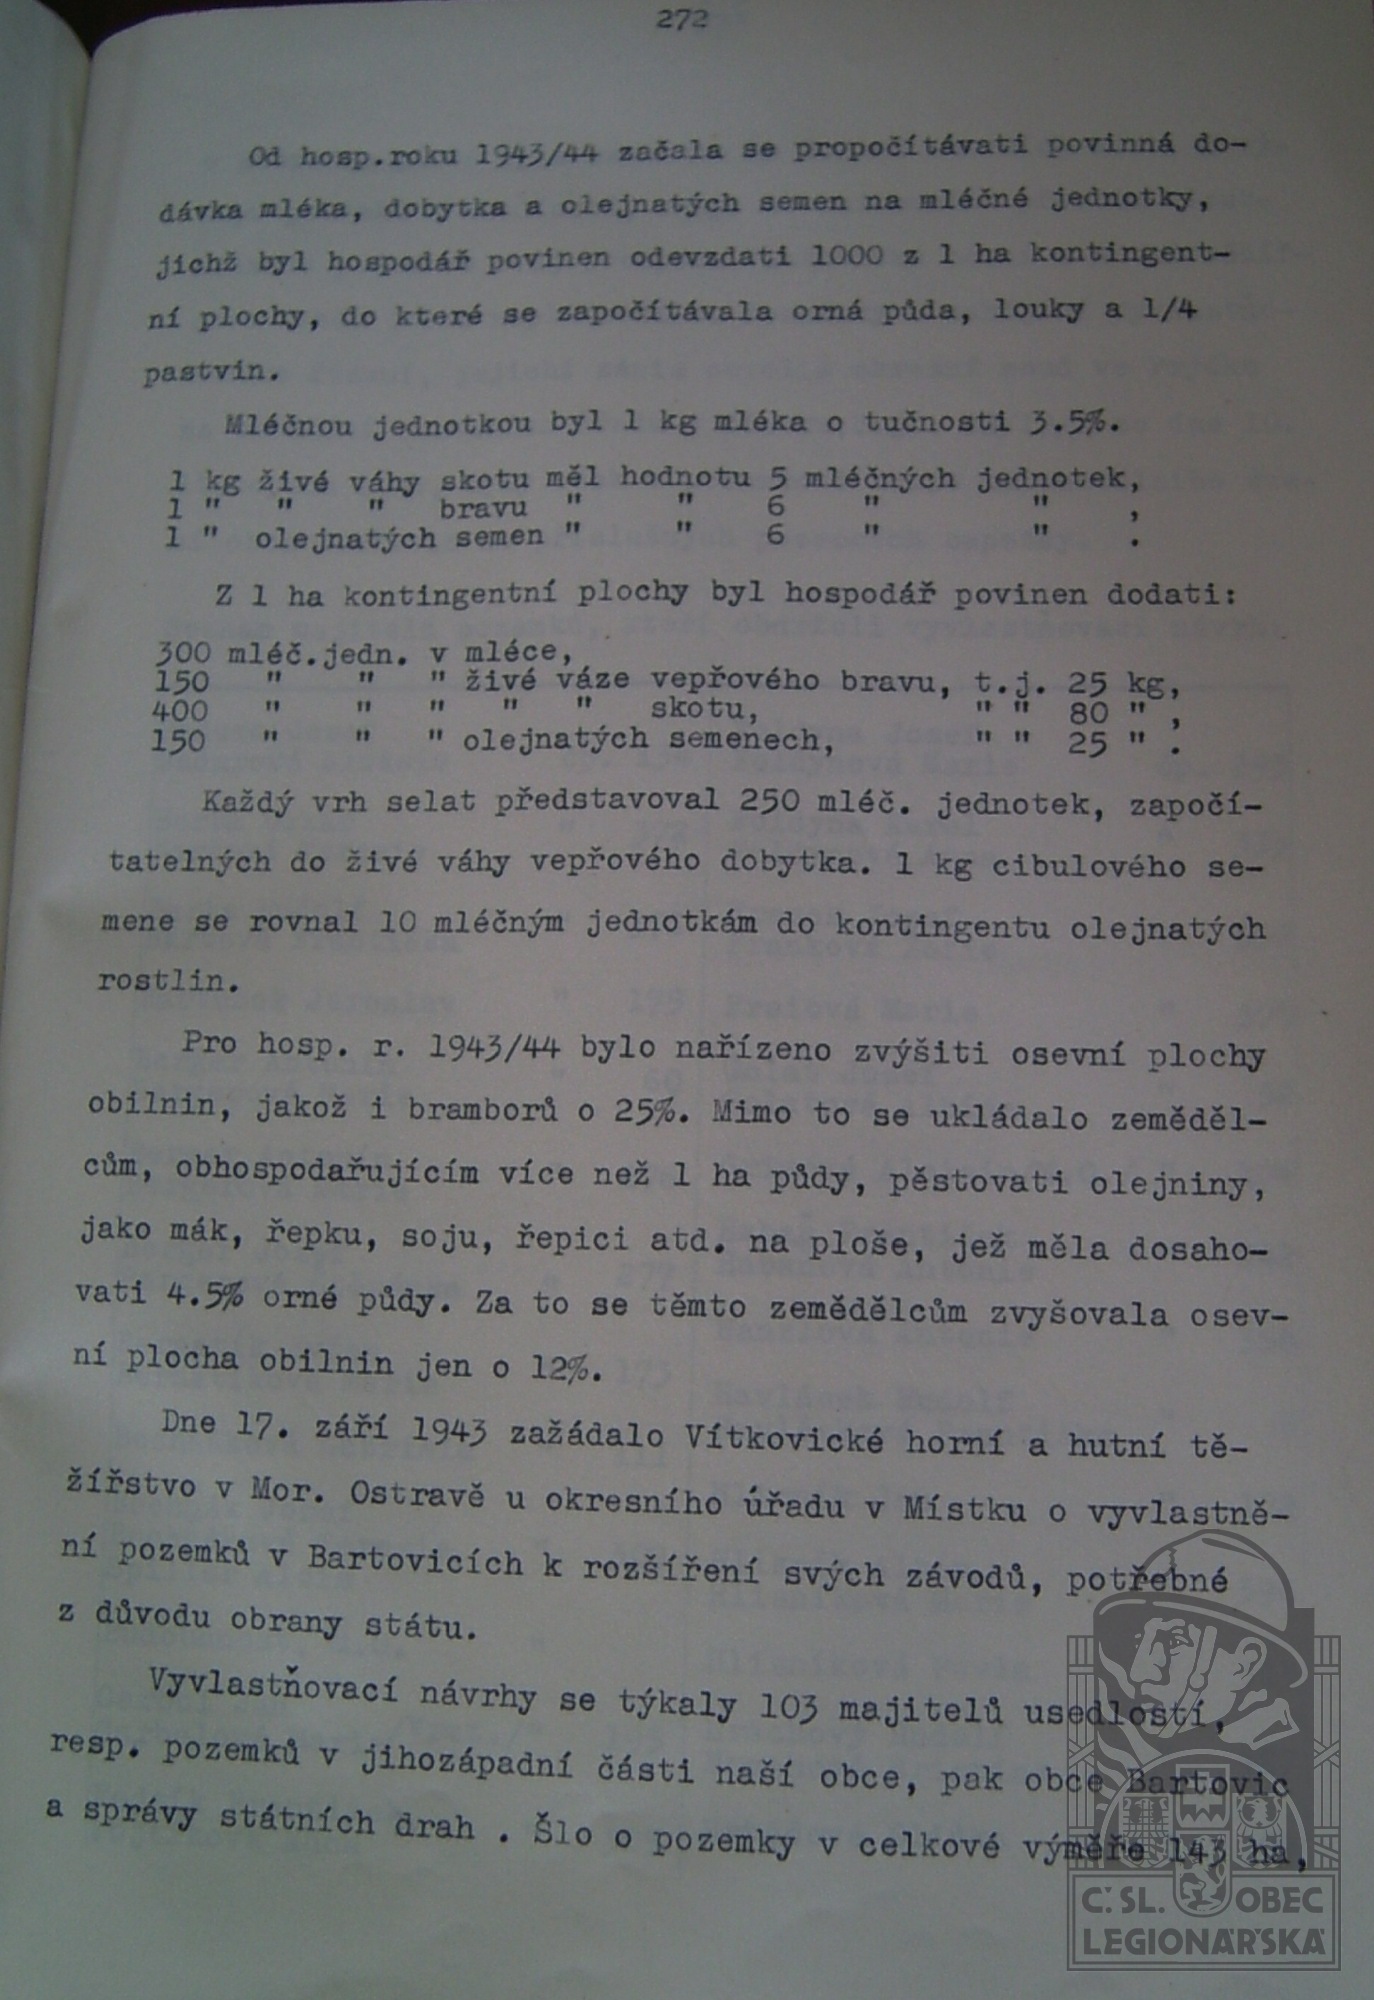 272
Od hosp.roku 1943/44 začala se propočítávati povinná do-
dávka mléka, dobytka a olejnatých semen na mléčné jednotky,
jichž byl hospodář povinen odevzdati 1000 z 1 ha kontingent-
ní plochy, do které se započítávala orná půda, louky a 1/4
pastvin.
Mléčnou jednotkou byl 1 kg mléka o tučnosti 3.5%.
1 kg živé váhy skotu měl hodnotu 5 mléčných jednotek,
1 " " " bravu " " 6 " " ,
1 " olejnatých semen " " 6 " " .
Z 1 ha kontingentní plochy byl hospodář povinen dodati:
300 mléč.jedn. v mléce,
150 " " " živé váze vepřového bravu, t.j. 25 kg,
400 " " " " " skotu, " " 80 " ,
150 " " " olejnatých semenech, " " 25 " .
Každý vrh selat představoval 250 mléč. jednotek, započí-
tatelných do živé váhy vepřového dobytka. 1 kg cibulového se-
mene se rovnal 10 mléčným jednotkám do kontingentu olejnatých
rostlin.
Pro hosp. r. 1943/44 bylo nařízeno zvýšiti osevní plochy
obilnin, jakož i bramborů o 25%. Mimo to se ukládalo zeměděl-
cům, obhospodařujícím více než 1 ha půdy, pěstovati olejniny,
jako mák, řepku, soju, řepici atd. na ploše, jež měla dosaho-
vati 4.5% orné půdy. Za to se těmto zemědělcům zvyšovala osev-
ní plocha obilnin jen o 12%.
Dne 17. září 1943 zažádalo Vítkovické horní a hutní tě-
žířstvo v Mor. Ostravě u okresního úřadu v Místku o vyvlastně-
ní pozemků v Bartovicích k rozšíření svých závodů, potřebné
z důvodu obrany státu.
Vyvlastňovací návrhy se týkaly 103 majitelů usedlostí,
resp. pozemků v jihozápadní části naší obce, pak obce Bartovic
a správy státních drah . Šlo o pozemky v celkové výměře 143 ha,
Č.SL. OBEC
LEGIONÁŘSKÁ